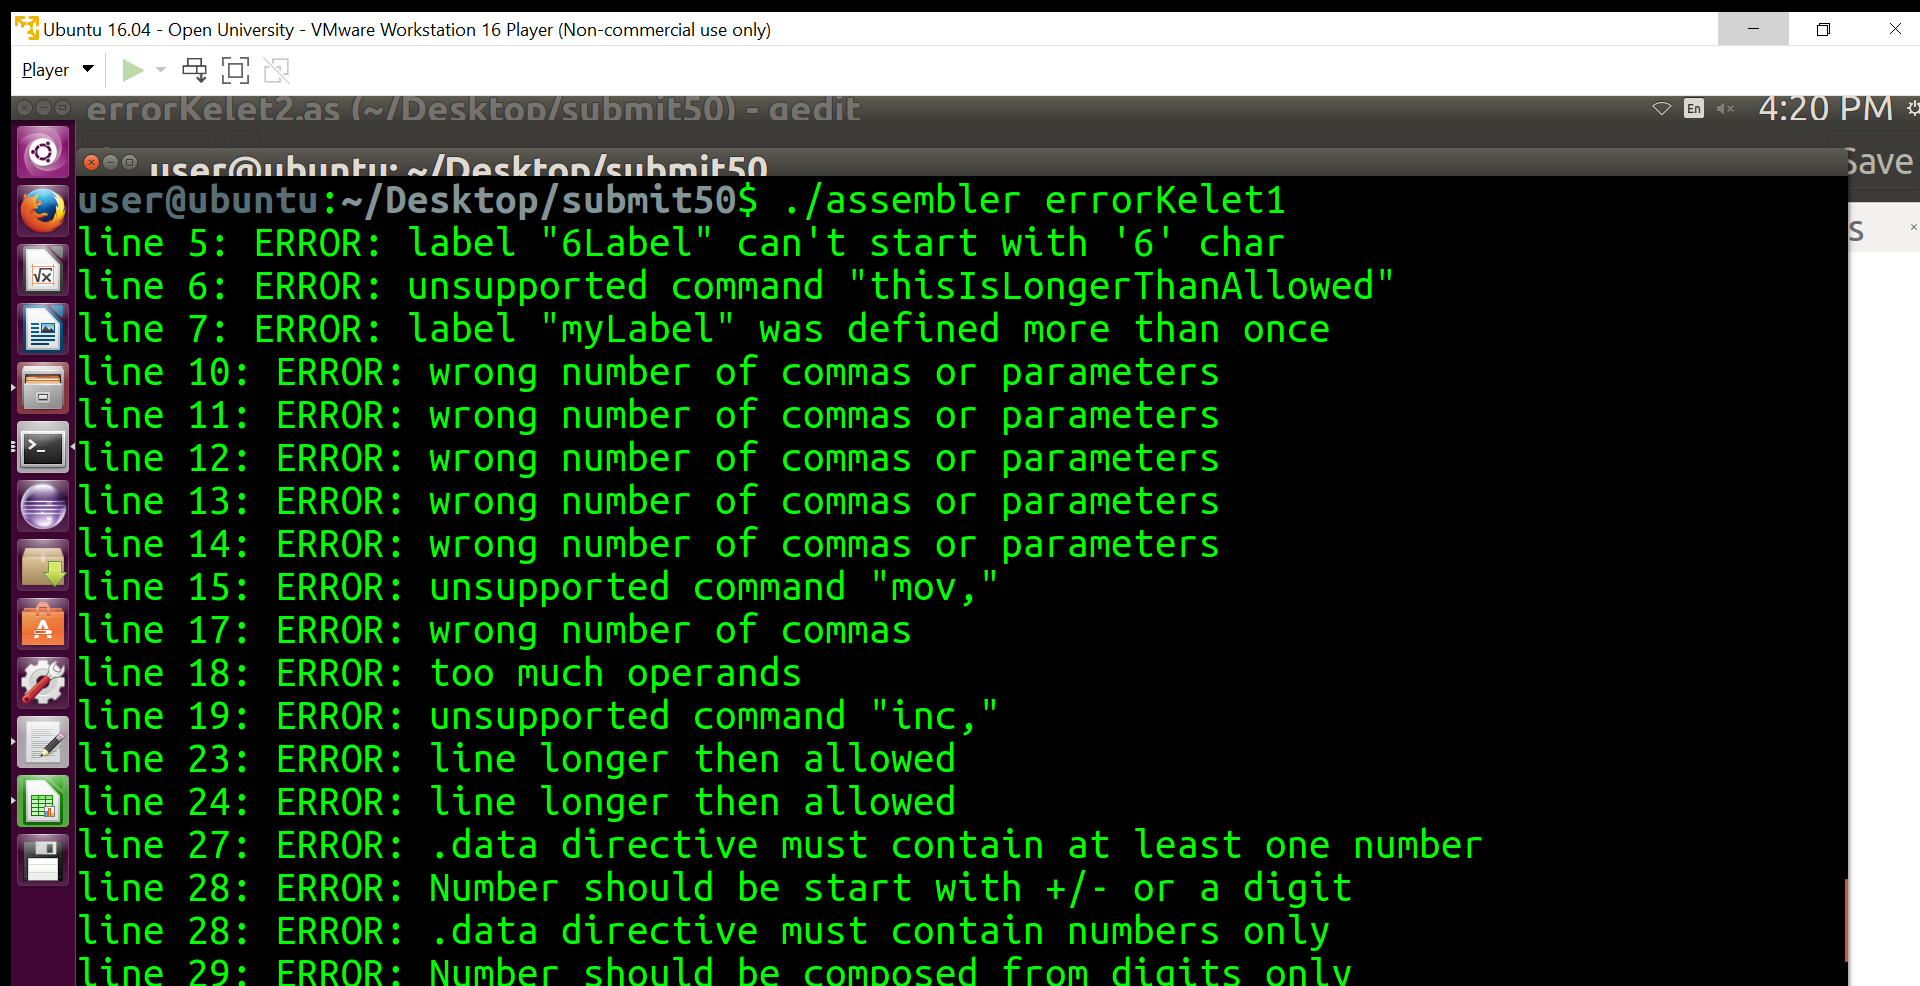 Ubuntu 16.04 - Open University - VMware Workstation 16 Player (Non-commercial use only)
Player
errorKelet2.as (~/Desktop/submit50) - gedit
En
4:20 PM
user@ubuntu: ~/Desktop/submit50
Save
user@ubuntu:~/Desktop/submit50$ ./assembler errorKelet1
s
line 5: ERROR: label "6Label" can't start with '6' char
line 6: ERROR: unsupported command "thisIsLongerThanAllowed"
line 7: ERROR: label "myLabel" was defined more than once
line 10: ERROR: wrong number of commas or parameters
line 11: ERROR: wrong number of commas or parameters
line 12: ERROR: wrong number of commas or parameters
line 13: ERROR: wrong number of commas or parameters
line 14: ERROR: wrong number of commas or parameters
line 15: ERROR: unsupported command "mov,"
line 17: ERROR: wrong number of commas
line 18: ERROR: too much operands
line 19: ERROR: unsupported command "inc,"
line 23: ERROR: line longer then allowed
line 24: ERROR: line longer then allowed
line 27: ERROR: .data directive must contain at least one number
line 28: ERROR: Number should be start with +/- or a digit
line 28: ERROR: .data directive must contain numbers only
line 29: ERROR: Number should be composed from digits only